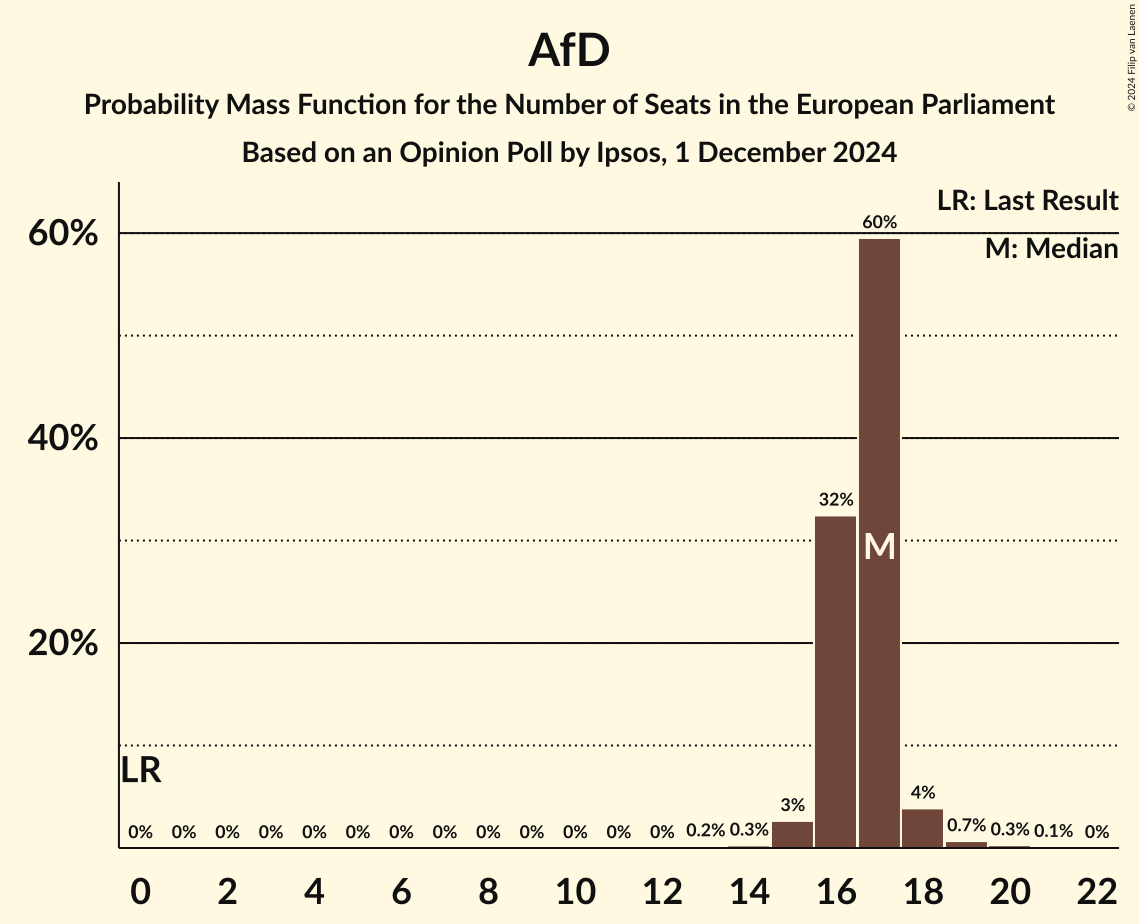 AfD
Probability Mass Function for the Number of Seats in the European Parliament
Based on an Opinion Poll by Ipsos, 1 December 2024
© 2024 Filip van Laenen
LR: Last Result
M: Median
60%
40%
20%
60%
32%
M
LR
3%
4%
0% 0% 0% 0% 0% 0% 0% 0% 0% 0% 0% 0% 0% 0.2% 0.3% 0.7% 0.3% 0.1% 0%
0 2 4 6 8 10 12 14 16 18 20 22